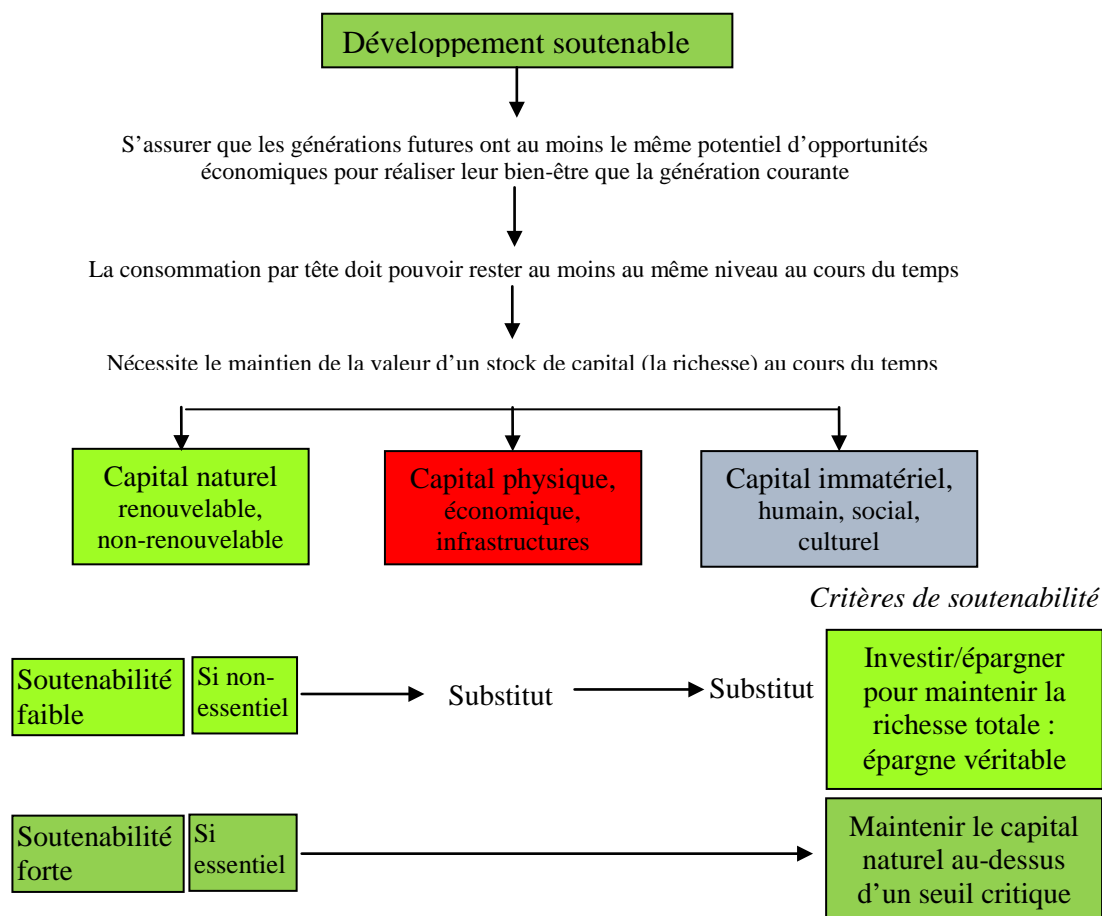 Développement soutenable
S’assurer que les générations futures ont au moins le même potentiel d’opportunités
économiques pour réaliser leur bien-être que la génération courante
La consommation par tête doit pouvoir rester au moins au même niveau au cours du temps
Nécessite le maintien de la valeur d’un stock de capital (la richesse) au cours du temps
Capital naturel
renouvelable,
non-renouvelable
Capital physique,
économique,
infrastructures
Capital immatériel,
humain, social,
culturel
Critères de soutenabilité
Soutenabilité
faible
Si non-
essentiel
Substitut
Substitut
Investir/épargner
pour maintenir la
richesse totale :
épargne véritable
Soutenabilité
forte
Si
essentiel
Maintenir le capital
naturel au-dessus
d’un seuil critique